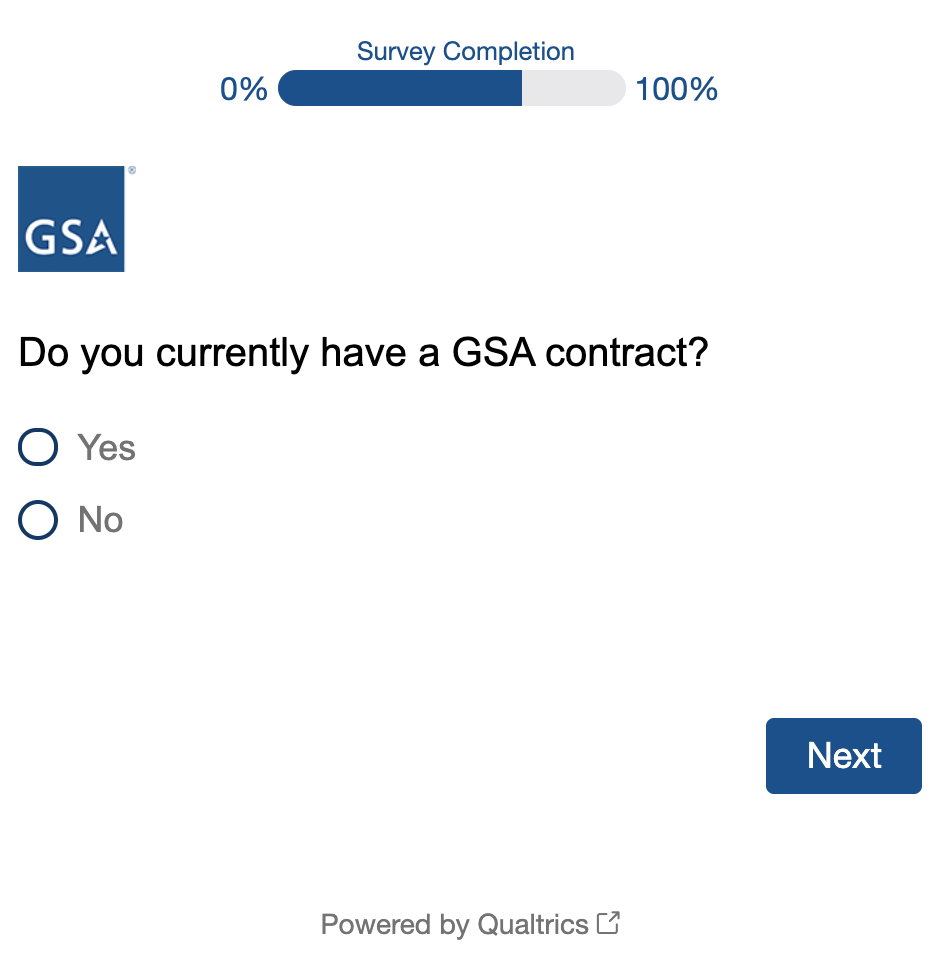 Survey Completion
0% 100%
GSA
®
Do you currently have a GSA contract?
Yes
No
Next
Powered by Qualtrics